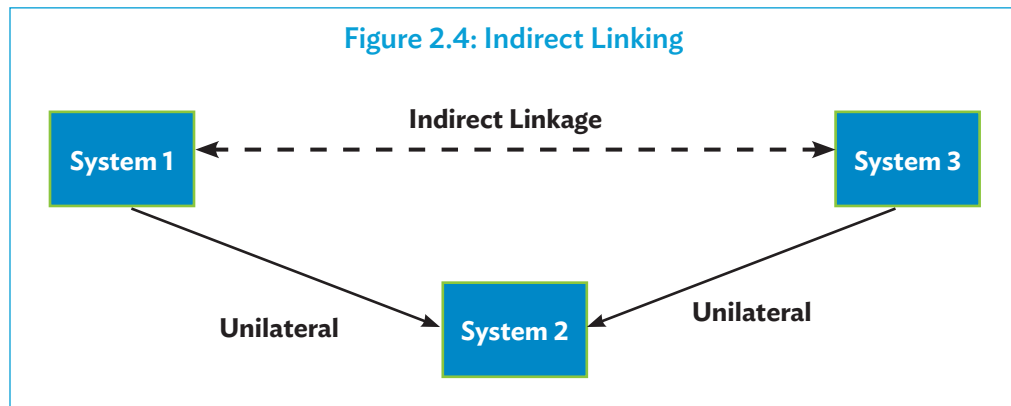 Figure 2.4: Indirect Linking
Indirect Linkage
System 1
System 3
Unilateral
System 2
Unilateral